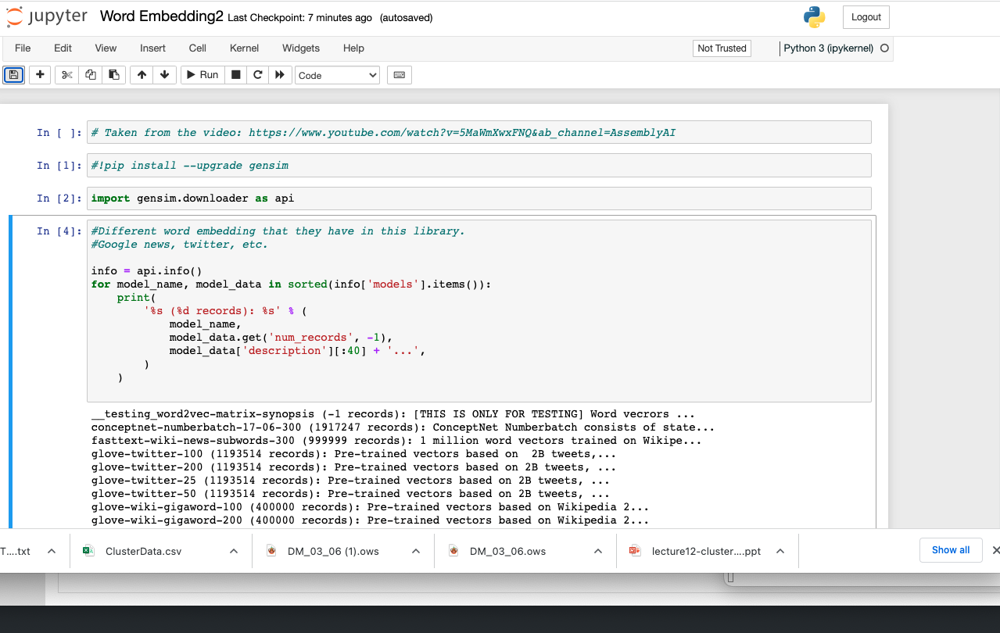 jupyter Word Embedding2 Last Checkpoint: 7 minutes ago (autosaved)
Logout
File Edit View Insert Cell Kernel Widgets Help
Not Trusted
Python 3 (ipykernel)
Run
Code
In [ ]: # Taken from the video: https://www.youtube.com/watch?v=5MaWmXwxFNQ&ab_channel=AssemblyAI
In [1]: #!pip install --upgrade gensim
In [2]: import gensim.downloader as api
In [4]: #Different word embedding that they have in this library.
#Google news, twitter, etc.
info = api.info()
for model_name, model_data in sorted(info['models'].items()):
    print(
        '%s (%d records): %s' % (
            model_name,
            model_data.get('num_records', -1),
            model_data['description'][:40] + '...',
        )
    )
__testing_word2vec-matrix-synopsis (-1 records): [THIS IS ONLY FOR TESTING] Word vecrors ...
conceptnet-numberbatch-17-06-300 (1917247 records): ConceptNet Numberbatch consists of state...
fasttext-wiki-news-subwords-300 (999999 records): 1 million word vectors trained on Wikipe...
glove-twitter-100 (1193514 records): Pre-trained vectors based on  2B tweets,...
glove-twitter-200 (1193514 records): Pre-trained vectors based on 2B tweets, ...
glove-twitter-25 (1193514 records): Pre-trained vectors based on 2B tweets, ...
glove-twitter-50 (1193514 records): Pre-trained vectors based on 2B tweets, ...
glove-wiki-gigaword-100 (400000 records): Pre-trained vectors based on Wikipedia 2...
glove-wiki-gigaword-200 (400000 records): Pre-trained vectors based on Wikipedia 2...
T....txt
ClusterData.csv
DM_03_06 (1).ows
DM_03_06.ows
lecture12-cluster....ppt
Show all